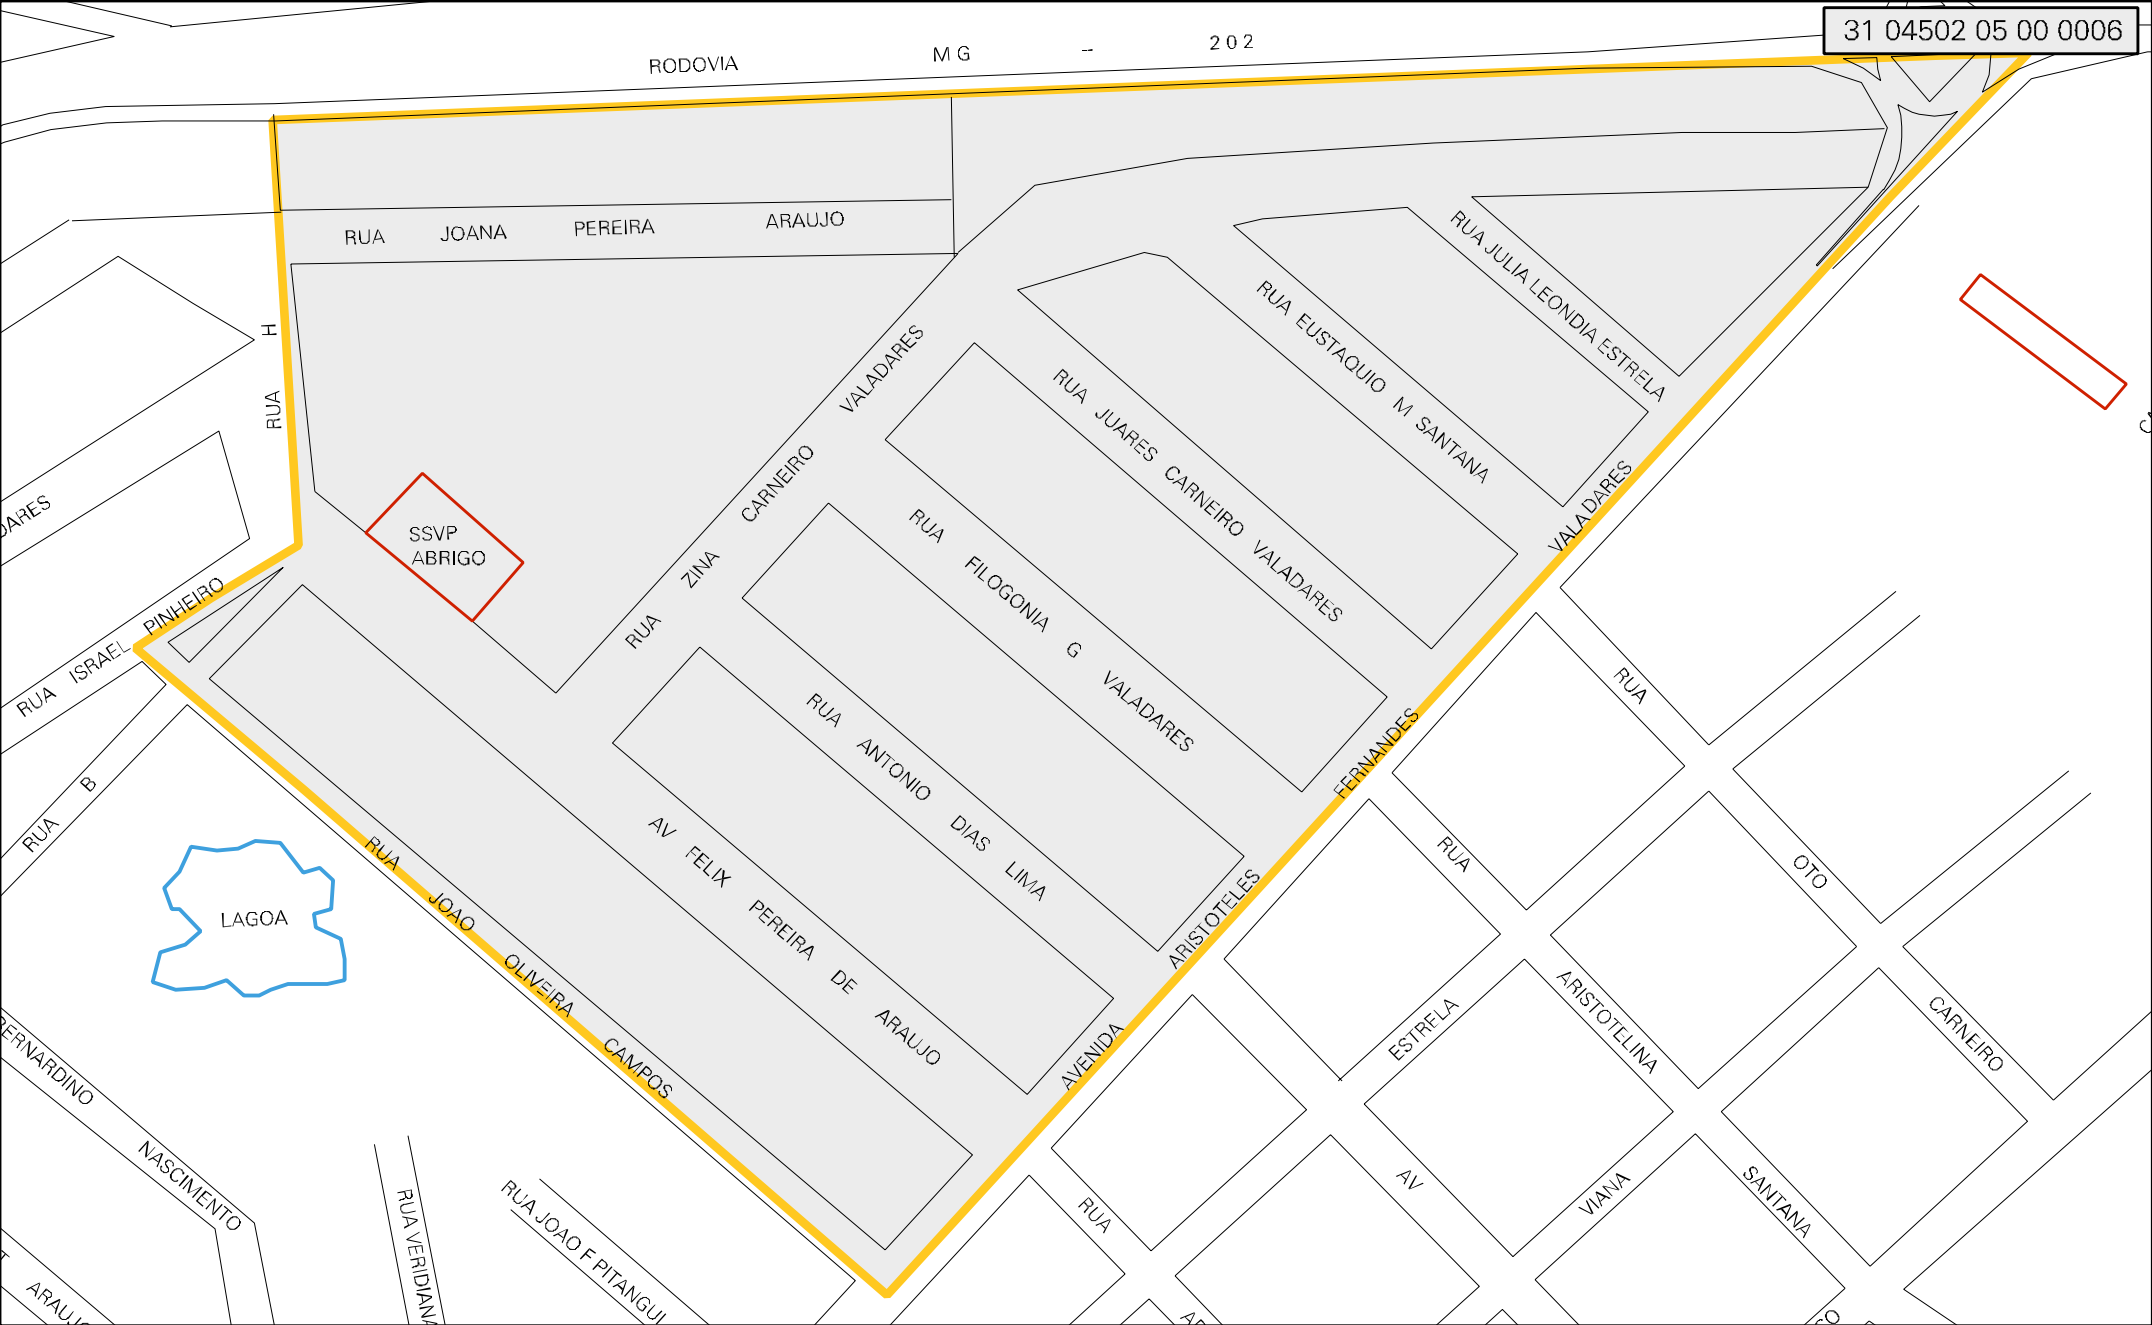 31 04502 05 00 0006
RODOVIA MG -- 202
RUA JOANA PEREIRA ARAUJO
RUA H
RUA JULIA LEONDIA ESTRELA
RUA EUSTAQUIO M SANTANA
RUA JUARES CARNEIRO VALADARES
RUA ZINA CARNEIRO VALADARES
RUA FILOGONIA G VALADARES
SSVP
ABRIGO
RUA ISRAEL PINHEIRO
RUA ANTONIO DIAS LIMA
AV FELIX PEREIRA DE ARAUJO
AVENIDA ARISTOTELES FERNANDES VALADARES
RUA JOAO OLIVEIRA CAMPOS
RUA B
LAGOA
RUA OTO CARNEIRO
RUA ARISTOTELINA SANTANA
ESTRELA
AV
VIANA
RUA
BERNARDINO NASCIMENTO
RUA VERIDIANA
RUA JOAO F PITANGUI
ARAUJO